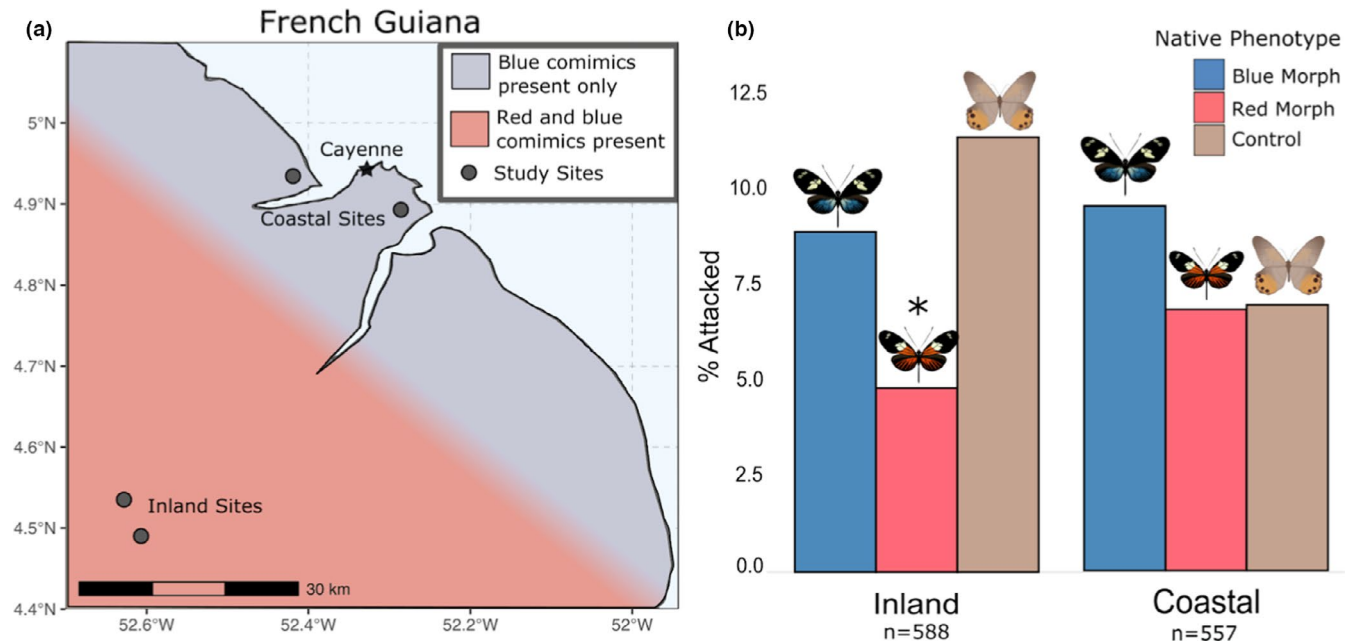 (a)
French Guiana
Blue comimics
present only
Red and blue
comimics present
Study Sites
Cayenne
Coastal Sites
Inland Sites
30 km
5°N
4.9°N
4.8°N
4.7°N
4.6°N
4.5°N
4.4°N
52.6°W
52.4°W
52.2°W
52°W
(b)
Native Phenotype
Blue Morph
Red Morph
Control
% Attacked
12.5
10.0
7.5
5.0
2.5
0.0
*
Inland
n=588
Coastal
n=557